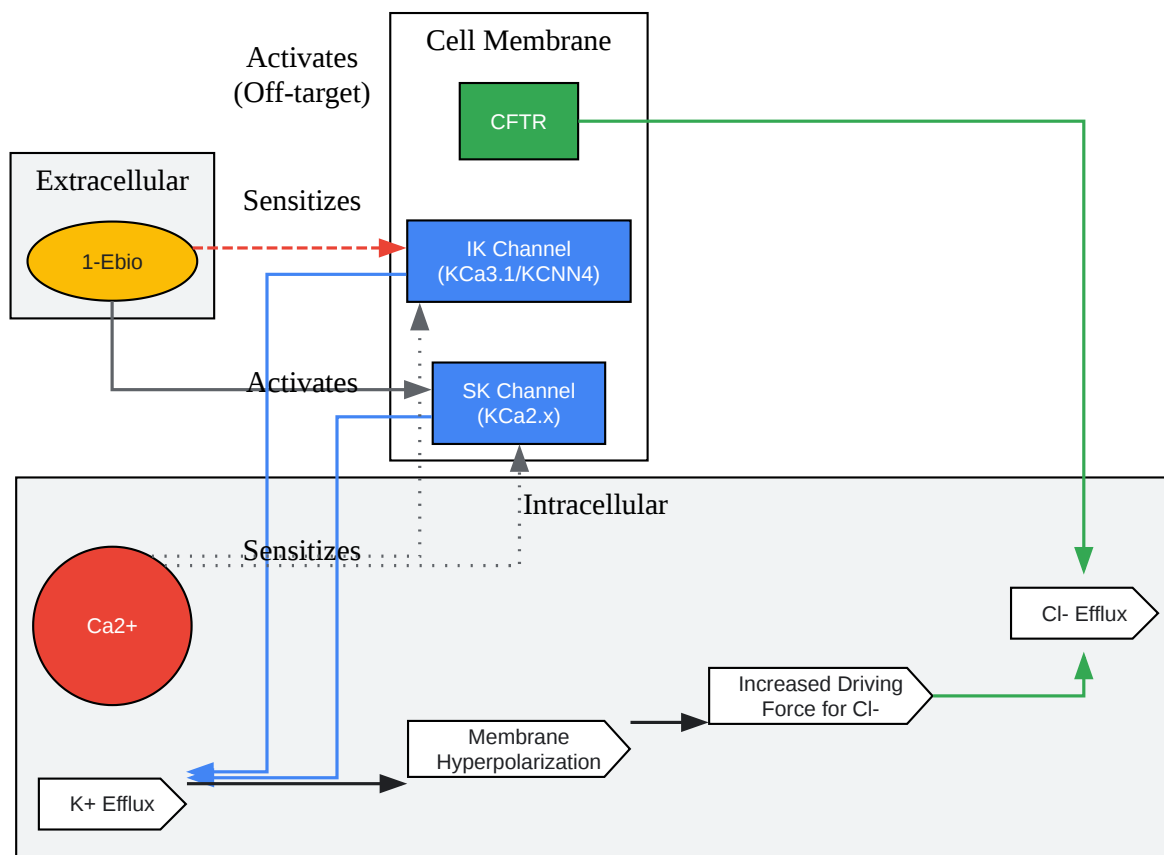 Cell Membrane
Activates
(Off-target)
CFTR
Extracellular
Sensitizes
1-Ebio
IK Channel
(KCa3.1/KCNN4)
Activates
SK Channel
(KCa2.x)
Intracellular
Sensitizes
Ca2+
Cl- Efflux
Increased Driving
Force for Cl-
Membrane
Hyperpolarization
K+ Efflux